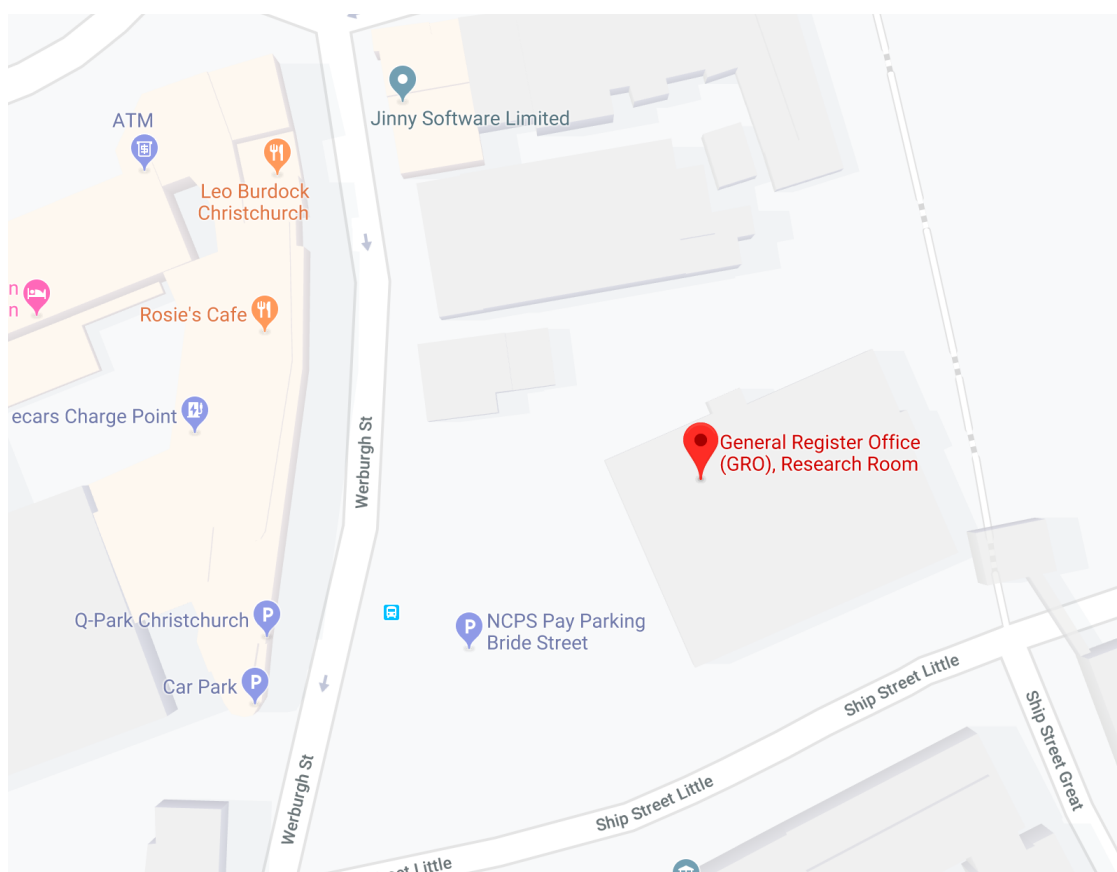 Jinny Software Limited
ATM
Leo Burdock
Christchurch
n
n
Rosie's Cafe
ecars Charge Point
Werburgh St
General Register Office
(GRO), Research Room
Q-Park Christchurch
NCPS Pay Parking
Bride Street
Car Park
Ship Street Little
Ship Street Great
Werburgh St
Ship Street Little
et Little
P
P
P